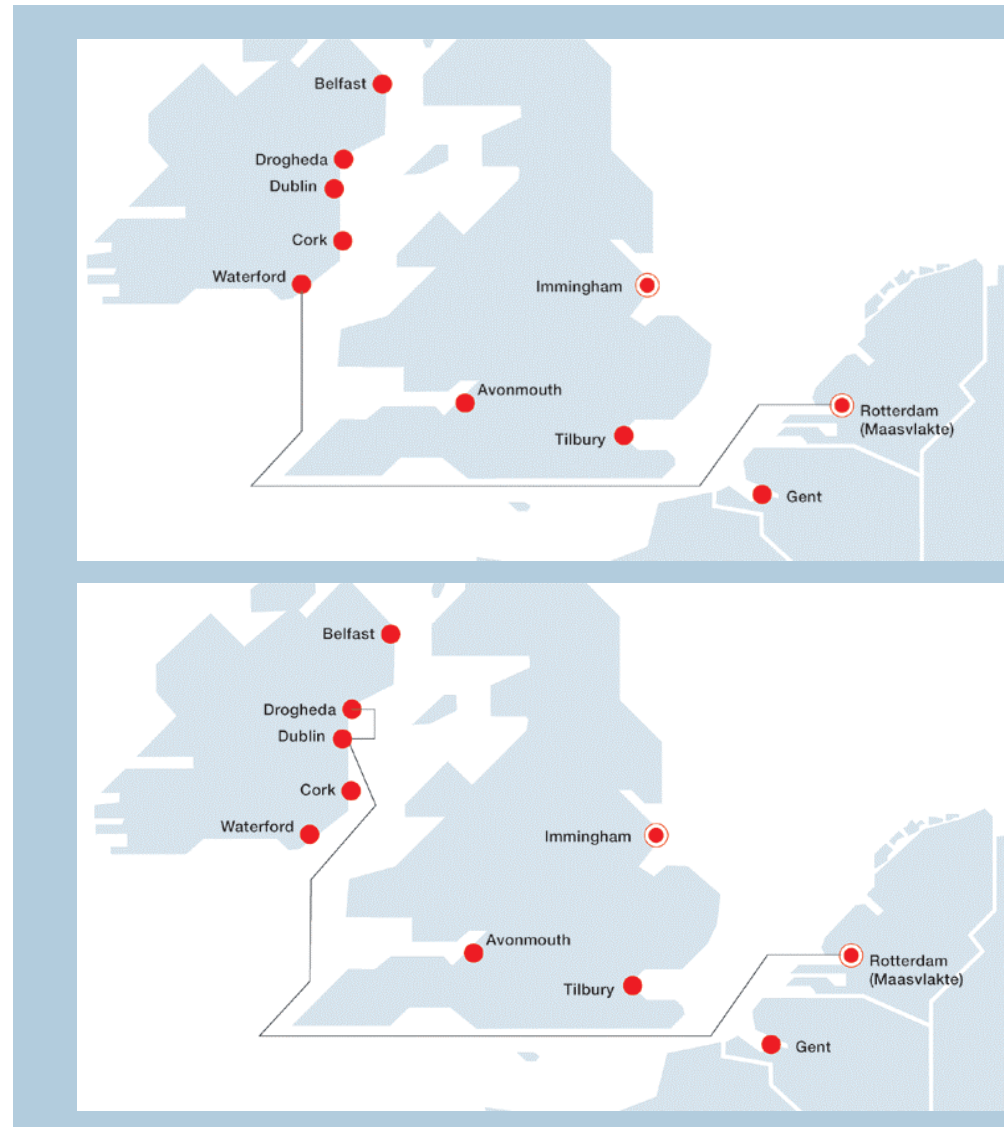 Belfast
Drogheda
Dublin
Cork
Waterford
Immingham
Avonmouth
Rotterdam
(Maasvlakte)
Tilbury
Gent
Belfast
Drogheda
Dublin
Cork
Waterford
Immingham
Avonmouth
Rotterdam
(Maasvlakte)
Tilbury
Gent